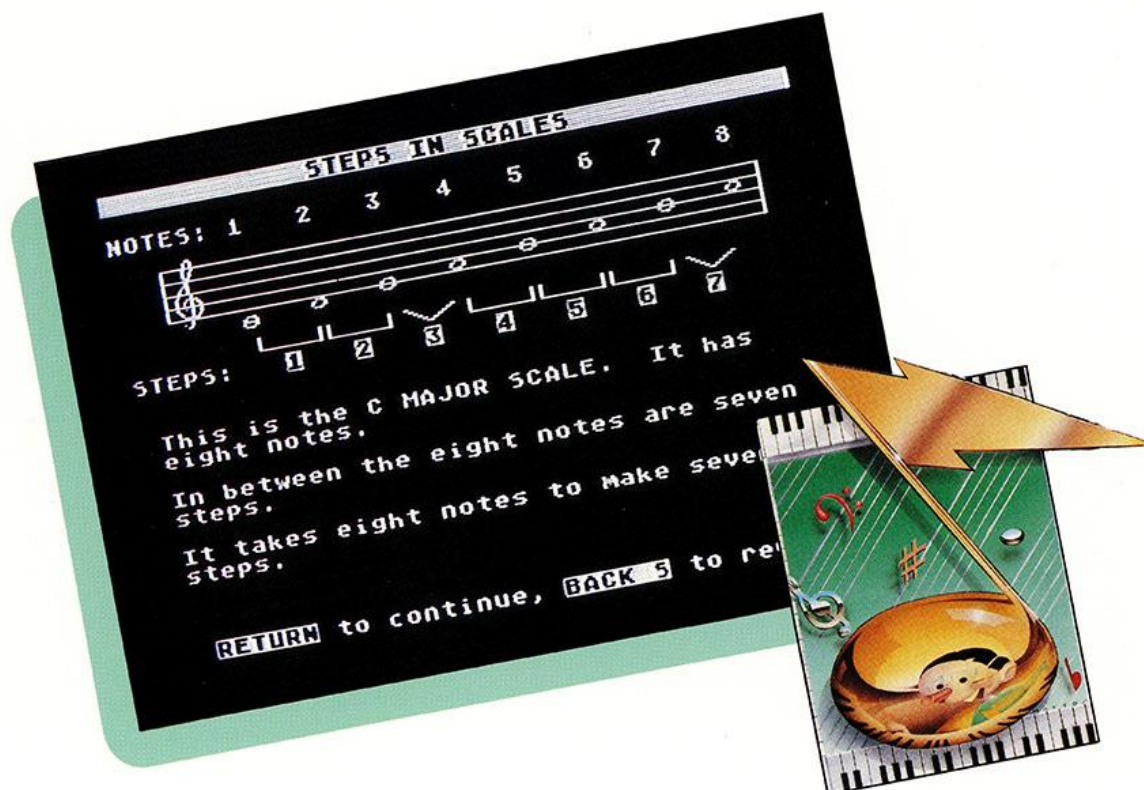 STEPS IN SCALES
NOTES: 1 2 3 4 5 6 7 8
STEPS: 1 2 3 4 5 6 7
This is the C MAJOR SCALE. It has
eight notes.
In between the eight notes are seven
steps.
It takes eight notes to make seven
steps.
RETURN to continue, BACK S to